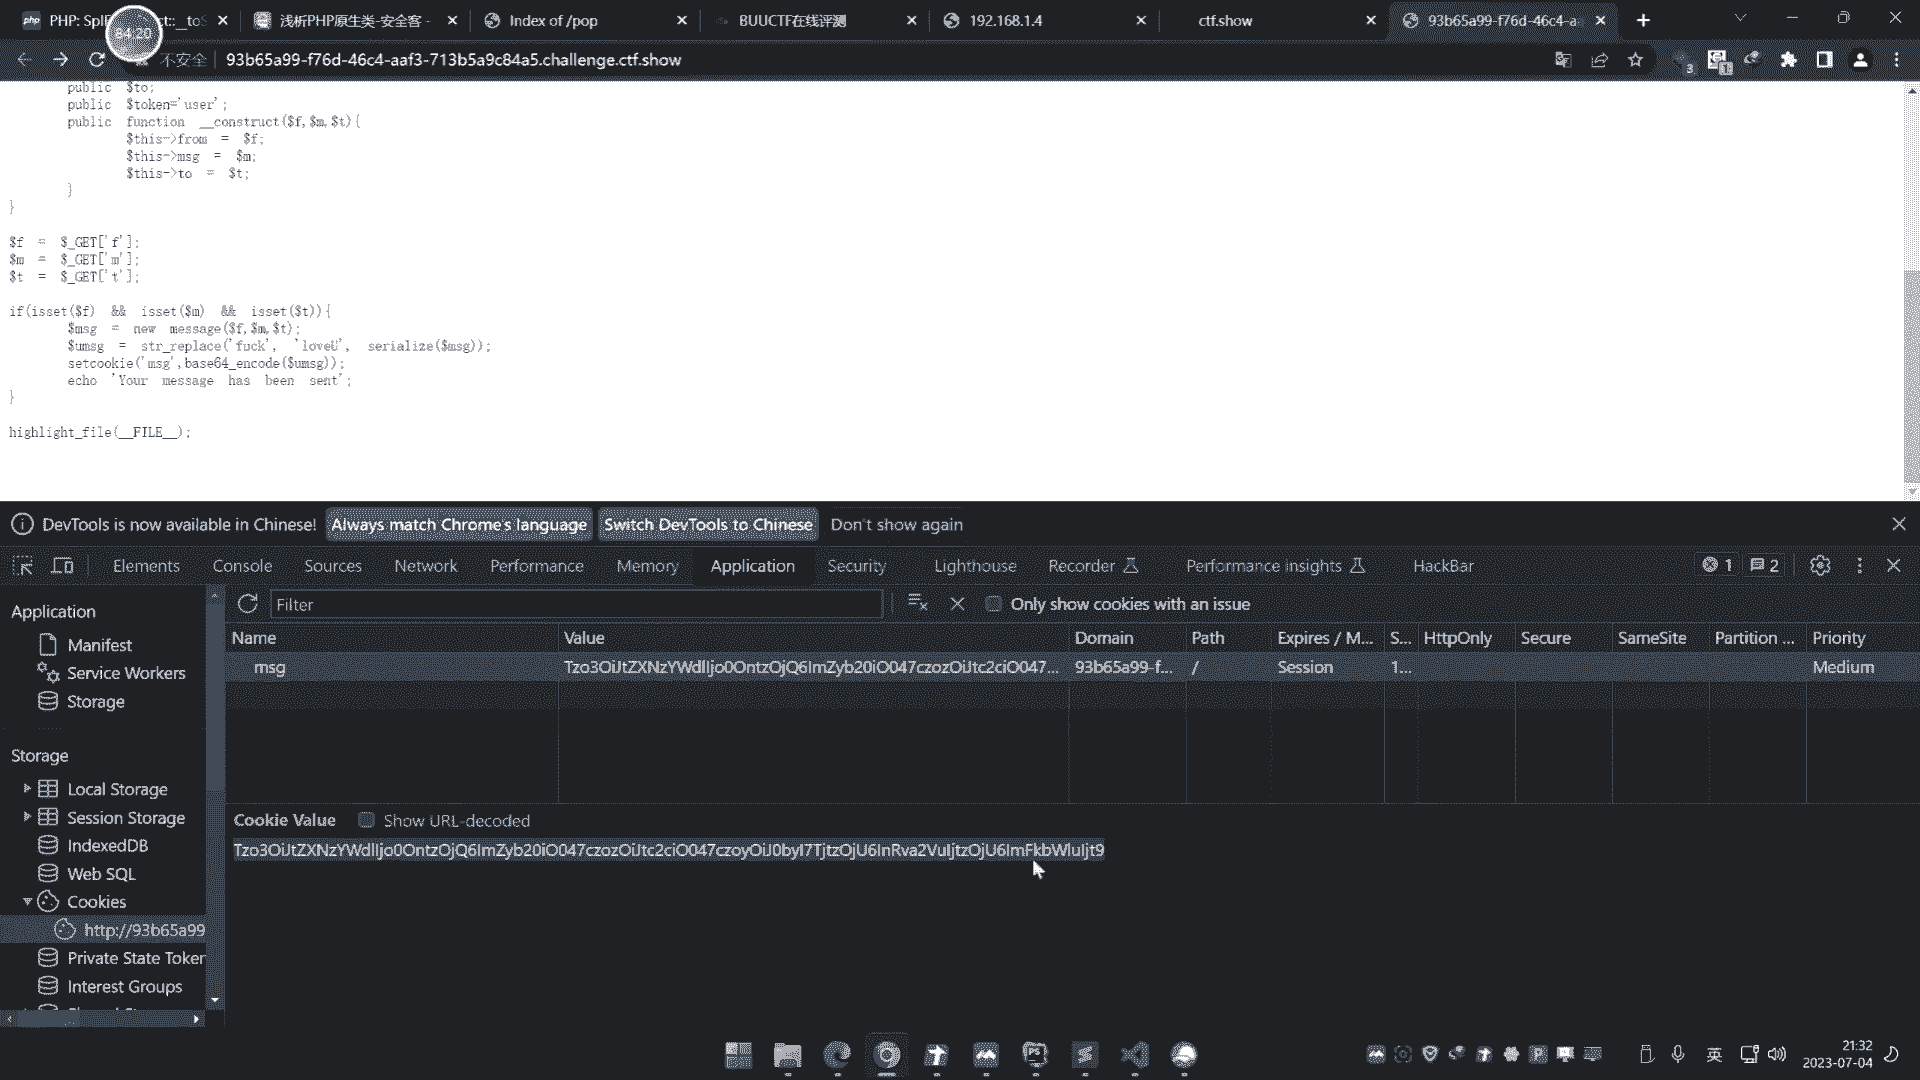 PHP: SplF ct::__toS
浅析PHP原生类-安全客 -
Index of /pop
BUUCTF在线评测
192.168.1.4
ctf.show
93b65a99-f76d-46c4-a
84:20
不安全
93b65a99-f76d-46c4-aaf3-713b5a9c84a5.challenge.ctf.show
3
1
public $to;
public $token='user';
public function __construct($f,$m,$t){
$this->from = $f;
$this->msg = $m;
$this->to = $t;
}
}
$f = $_GET['f'];
$m = $_GET['m'];
$t = $_GET['t'];
if(isset($f) && isset($m) && isset($t)){
$msg = new message($f,$m,$t);
$umsg = str_replace('fuck', 'loveU', serialize($msg));
setcookie('msg',base64_encode($umsg));
echo 'Your message has been sent';
}
highlight_file(__FILE__);
DevTools is now available in Chinese! Always match Chrome's language Switch DevTools to Chinese Don't show again
Elements Console Sources Network Performance Memory Application Security Lighthouse Recorder Performance insights HackBar 1 2
Application
Manifest
Service Workers
Storage
Storage
Local Storage
Session Storage
IndexedDB
Web SQL
Cookies
http://93b65a99
Private State Token
Interest Groups
Filter
Only show cookies with an issue
Name Value Domain Path Expires / M... S... HttpOnly Secure SameSite Partition ... Priority
msg Tzo3OiJtZXNzYWdlIjo0OntzOjQ6ImZyb20iO047czozOiJtc2ciO047... 93b65a99-f... / Session 1... Medium
Cookie Value Show URL-decoded
Tzo3OiJtZXNzYWdlIjo0OntzOjQ6ImZyb20iO047czozOiJtc2ciO047czoyOiJ0byI7TjtzOjU6InRva2VuIjtzOjU6ImFkbWluIjt9
英
21:32
2023-07-04